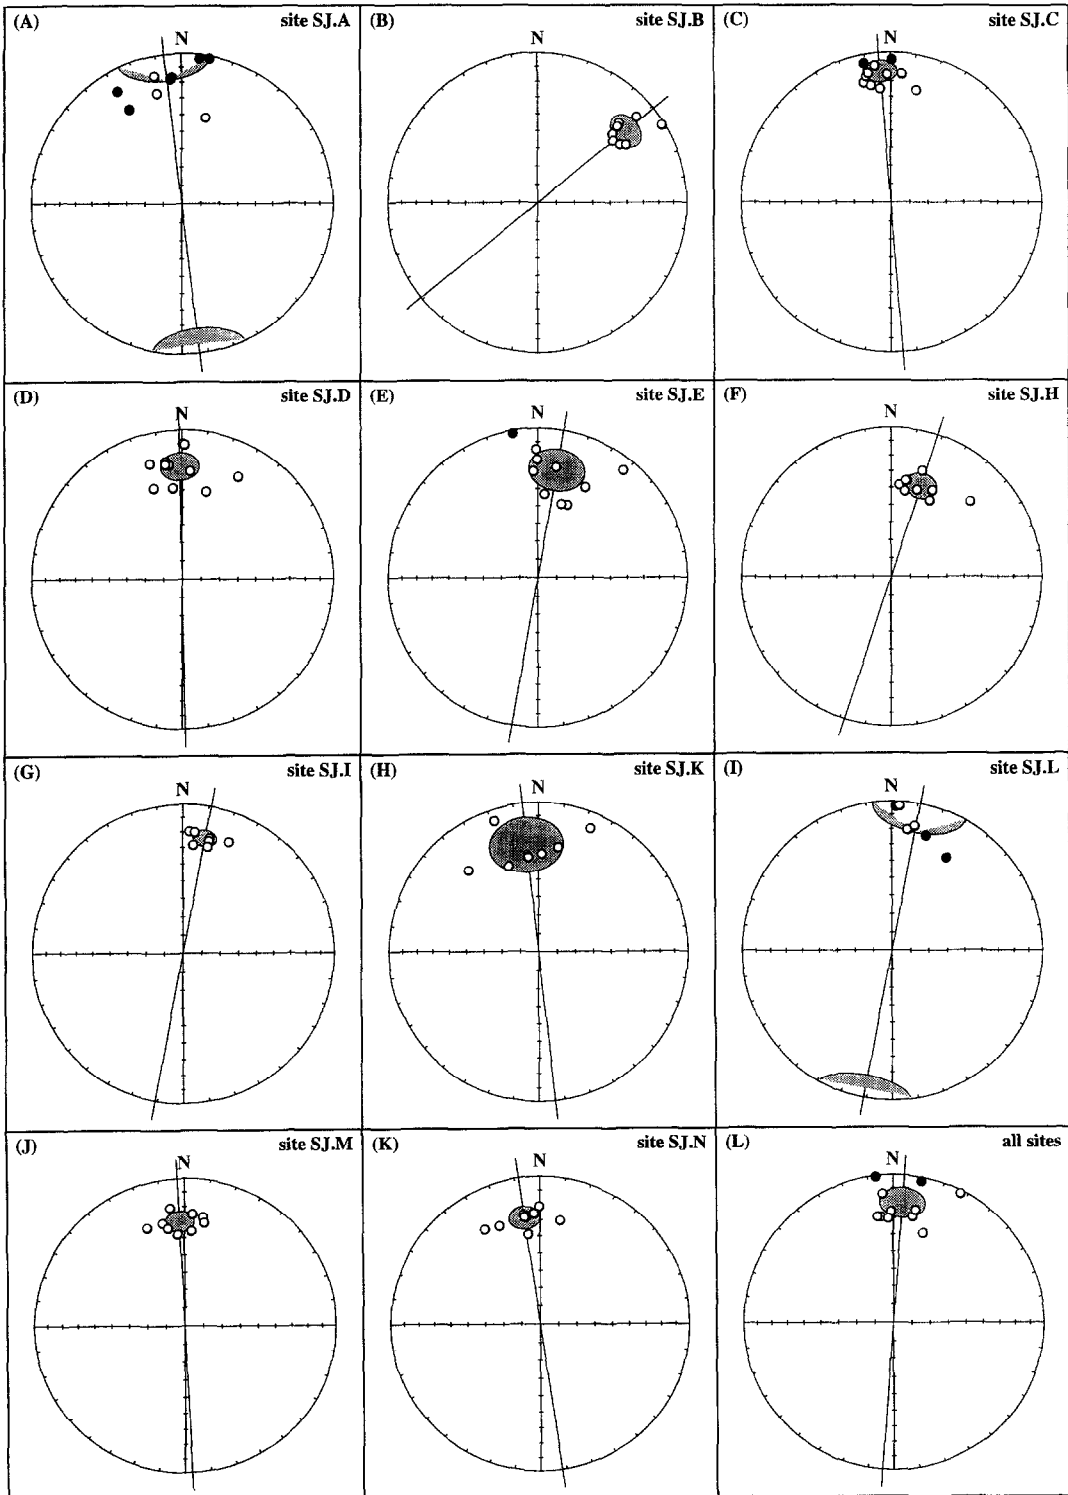 (A) site SJ.A
N
(B) site SJ.B
N
(C) site SJ.C
N
(D) site SJ.D
N
(E) site SJ.E
N
(F) site SJ.H
N
(G) site SJ.I
N
(H) site SJ.K
N
(I) site SJ.L
N
(J) site SJ.M
N
(K) site SJ.N
N
(L) all sites
N